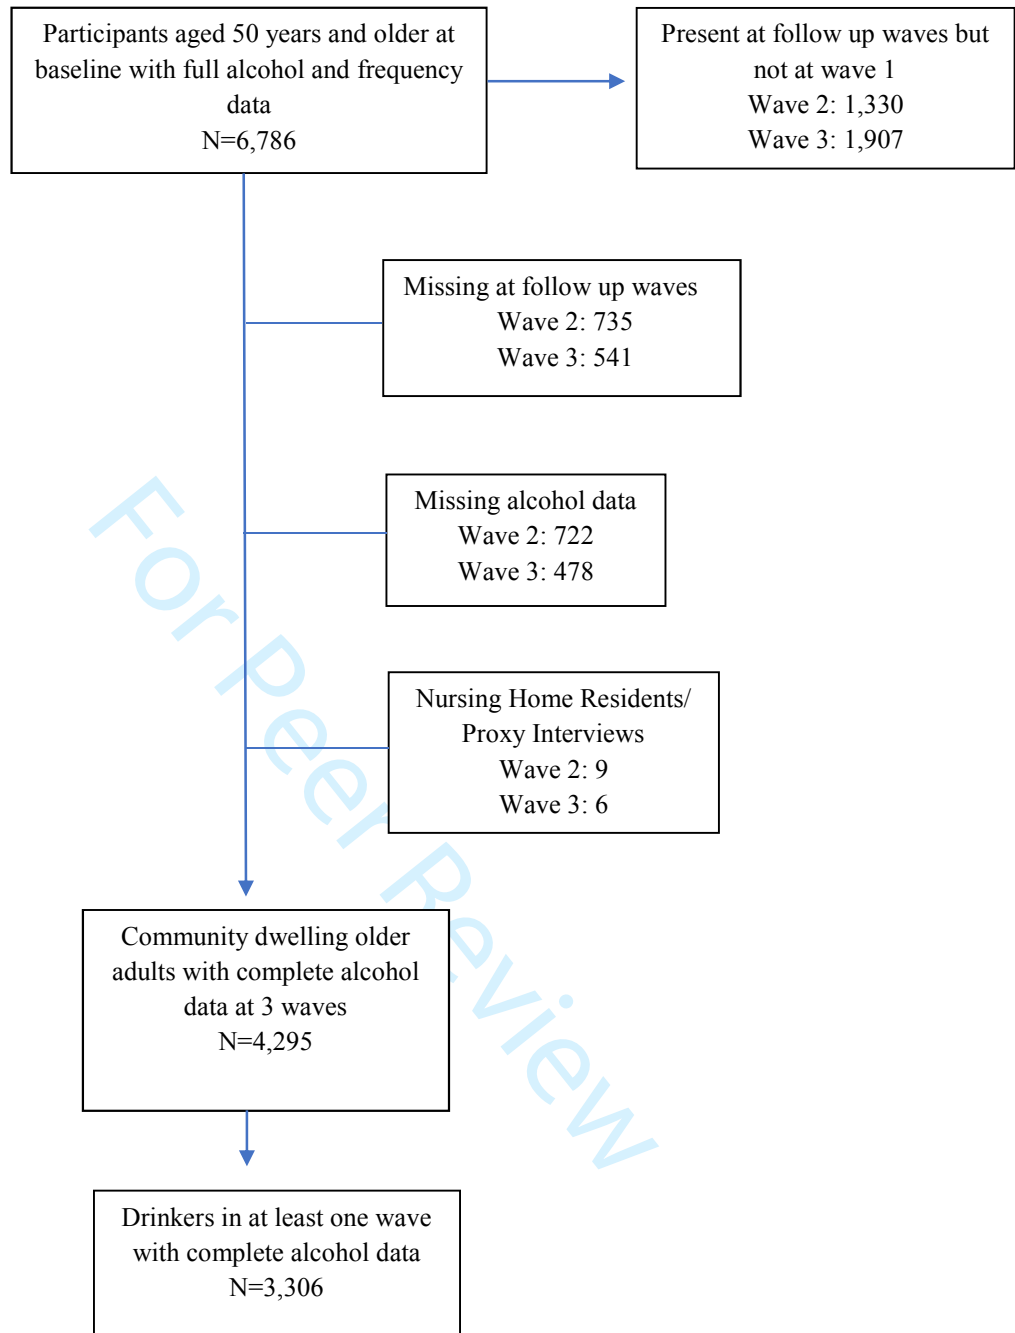 Participants aged 50 years and older at
baseline with full alcohol and frequency
data
N=6,786
Present at follow up waves but
not at wave 1
Wave 2: 1,330
Wave 3: 1,907
Missing at follow up waves
Wave 2: 735
Wave 3: 541
Missing alcohol data
Wave 2: 722
Wave 3: 478
Nursing Home Residents/
Proxy Interviews
Wave 2: 9
Wave 3: 6
Community dwelling older
adults with complete alcohol
data at 3 waves
N=4,295
Drinkers in at least one wave
with complete alcohol data
N=3,306
For Peer Review